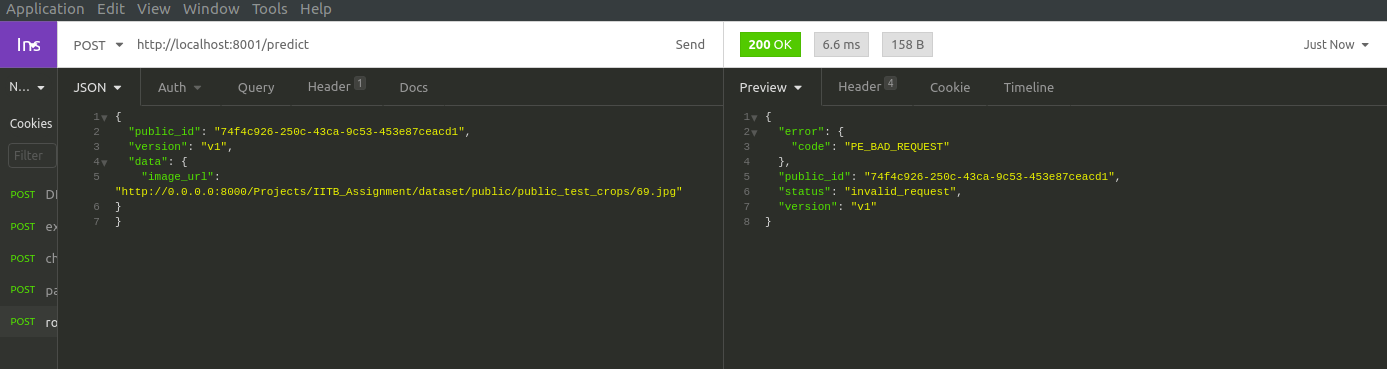 Application Edit View Window Tools Help
Ins POST http://localhost:8001/predict Send 200 OK 6.6 ms 158 B Just Now
N... JSON Auth Query Header 1 Docs Preview Header 4 Cookie Timeline
Cookies
Filter
POST
POST ex
POST ch
POST pa
POST ro
1 {
2 "public_id": "74f4c926-250c-43ca-9c53-453e87ceacd1",
3 "version": "v1",
4 "data": {
5 "image_url":
"http://0.0.0.0:8000/Projects/IITB_Assignment/dataset/public/public_test_crops/69.jpg"
6 }
7 }
1 {
2 "error": {
3 "code": "PE_BAD_REQUEST"
4 },
5 "public_id": "74f4c926-250c-43ca-9c53-453e87ceacd1",
6 "status": "invalid_request",
7 "version": "v1"
8 }